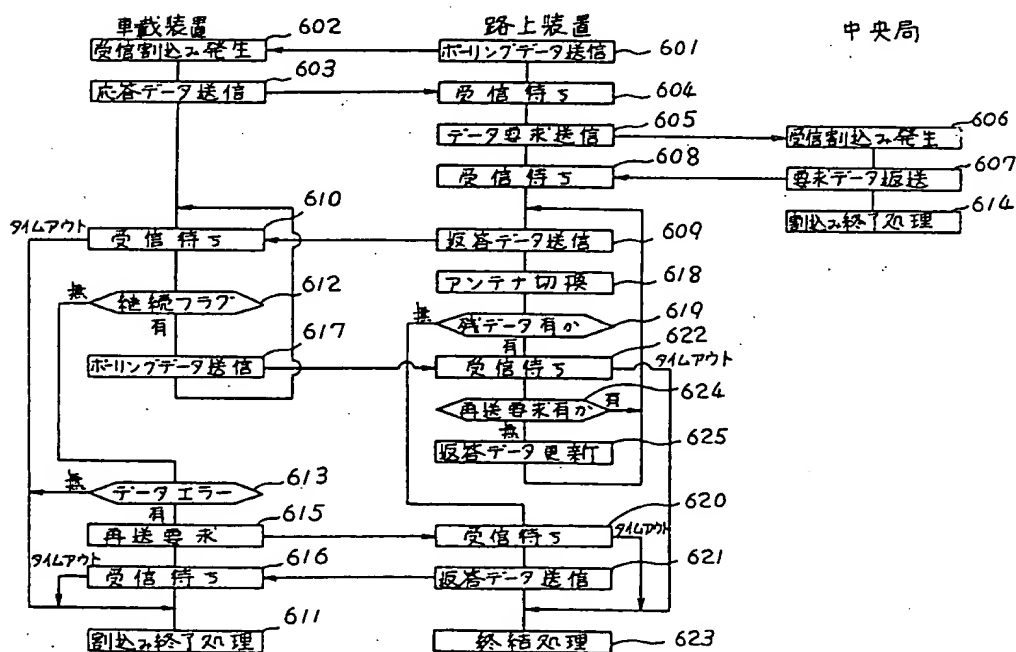 車載装置
路上装置
中央局
602
受信割込み発生
ポーリングデータ送信
601
603
応答データ送信
受信待ち
604
データ要求送信
605
受信割込み発生
606
受信待ち
608
要求データ返送
607
割込み終了処理
614
タイムアウト
受信待ち
610
返答データ送信
609
アンテナ切換
618
無
継続フラグ
612
有
無
残データ有か
619
有
ポーリングデータ送信
617
受信待ち
622
タイムアウト
再送要求有か
624
有
無
返答データ更新
625
無
データエラー
613
有
再送要求
615
受信待ち
620
タイムアウト
タイムアウト
受信待ち
616
返答データ送信
621
割込み終了処理
611
終結処理
623